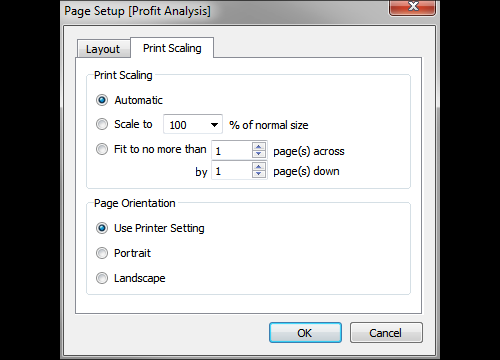 Page Setup [Profit Analysis]
Layout Print Scaling
Print Scaling
Automatic
Scale to 100 % of normal size
Fit to no more than 1 page(s) across
by 1 page(s) down
Page Orientation
Use Printer Setting
Portrait
Landscape
OK Cancel